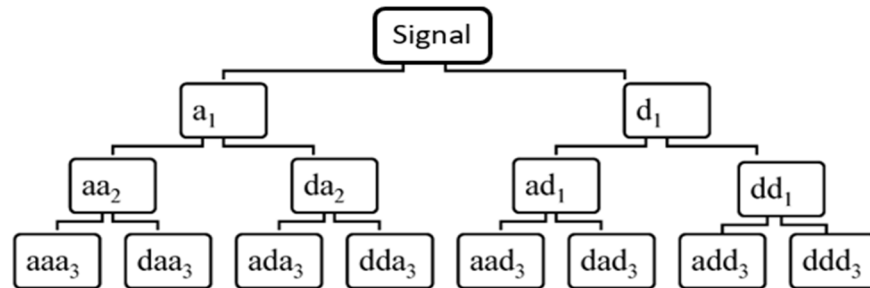 Signal
a₁ d₁
aa₂ da₂ ad₁ dd₁
aaa₃ daa₃ ada₃ dda₃ aad₃ dad₃ add₃ ddd₃